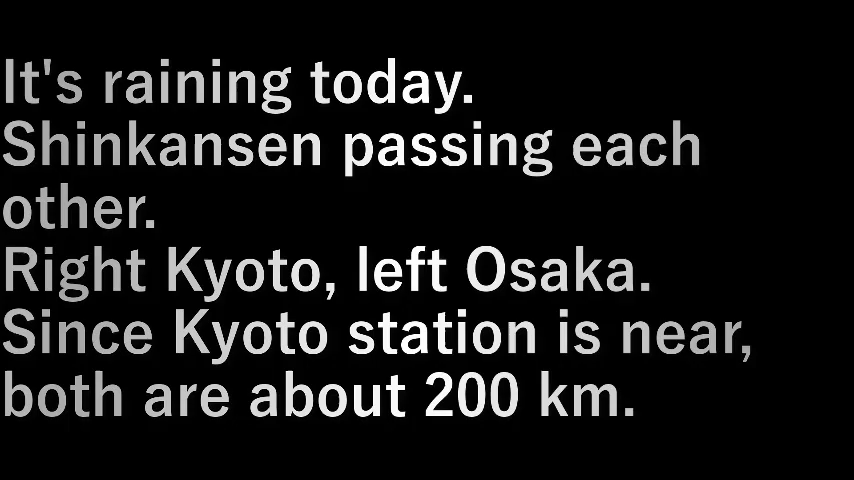 It's raining today.
Shinkansen passing each
other.
Right Kyoto, left Osaka.
Since Kyoto station is near,
both are about 200 km.